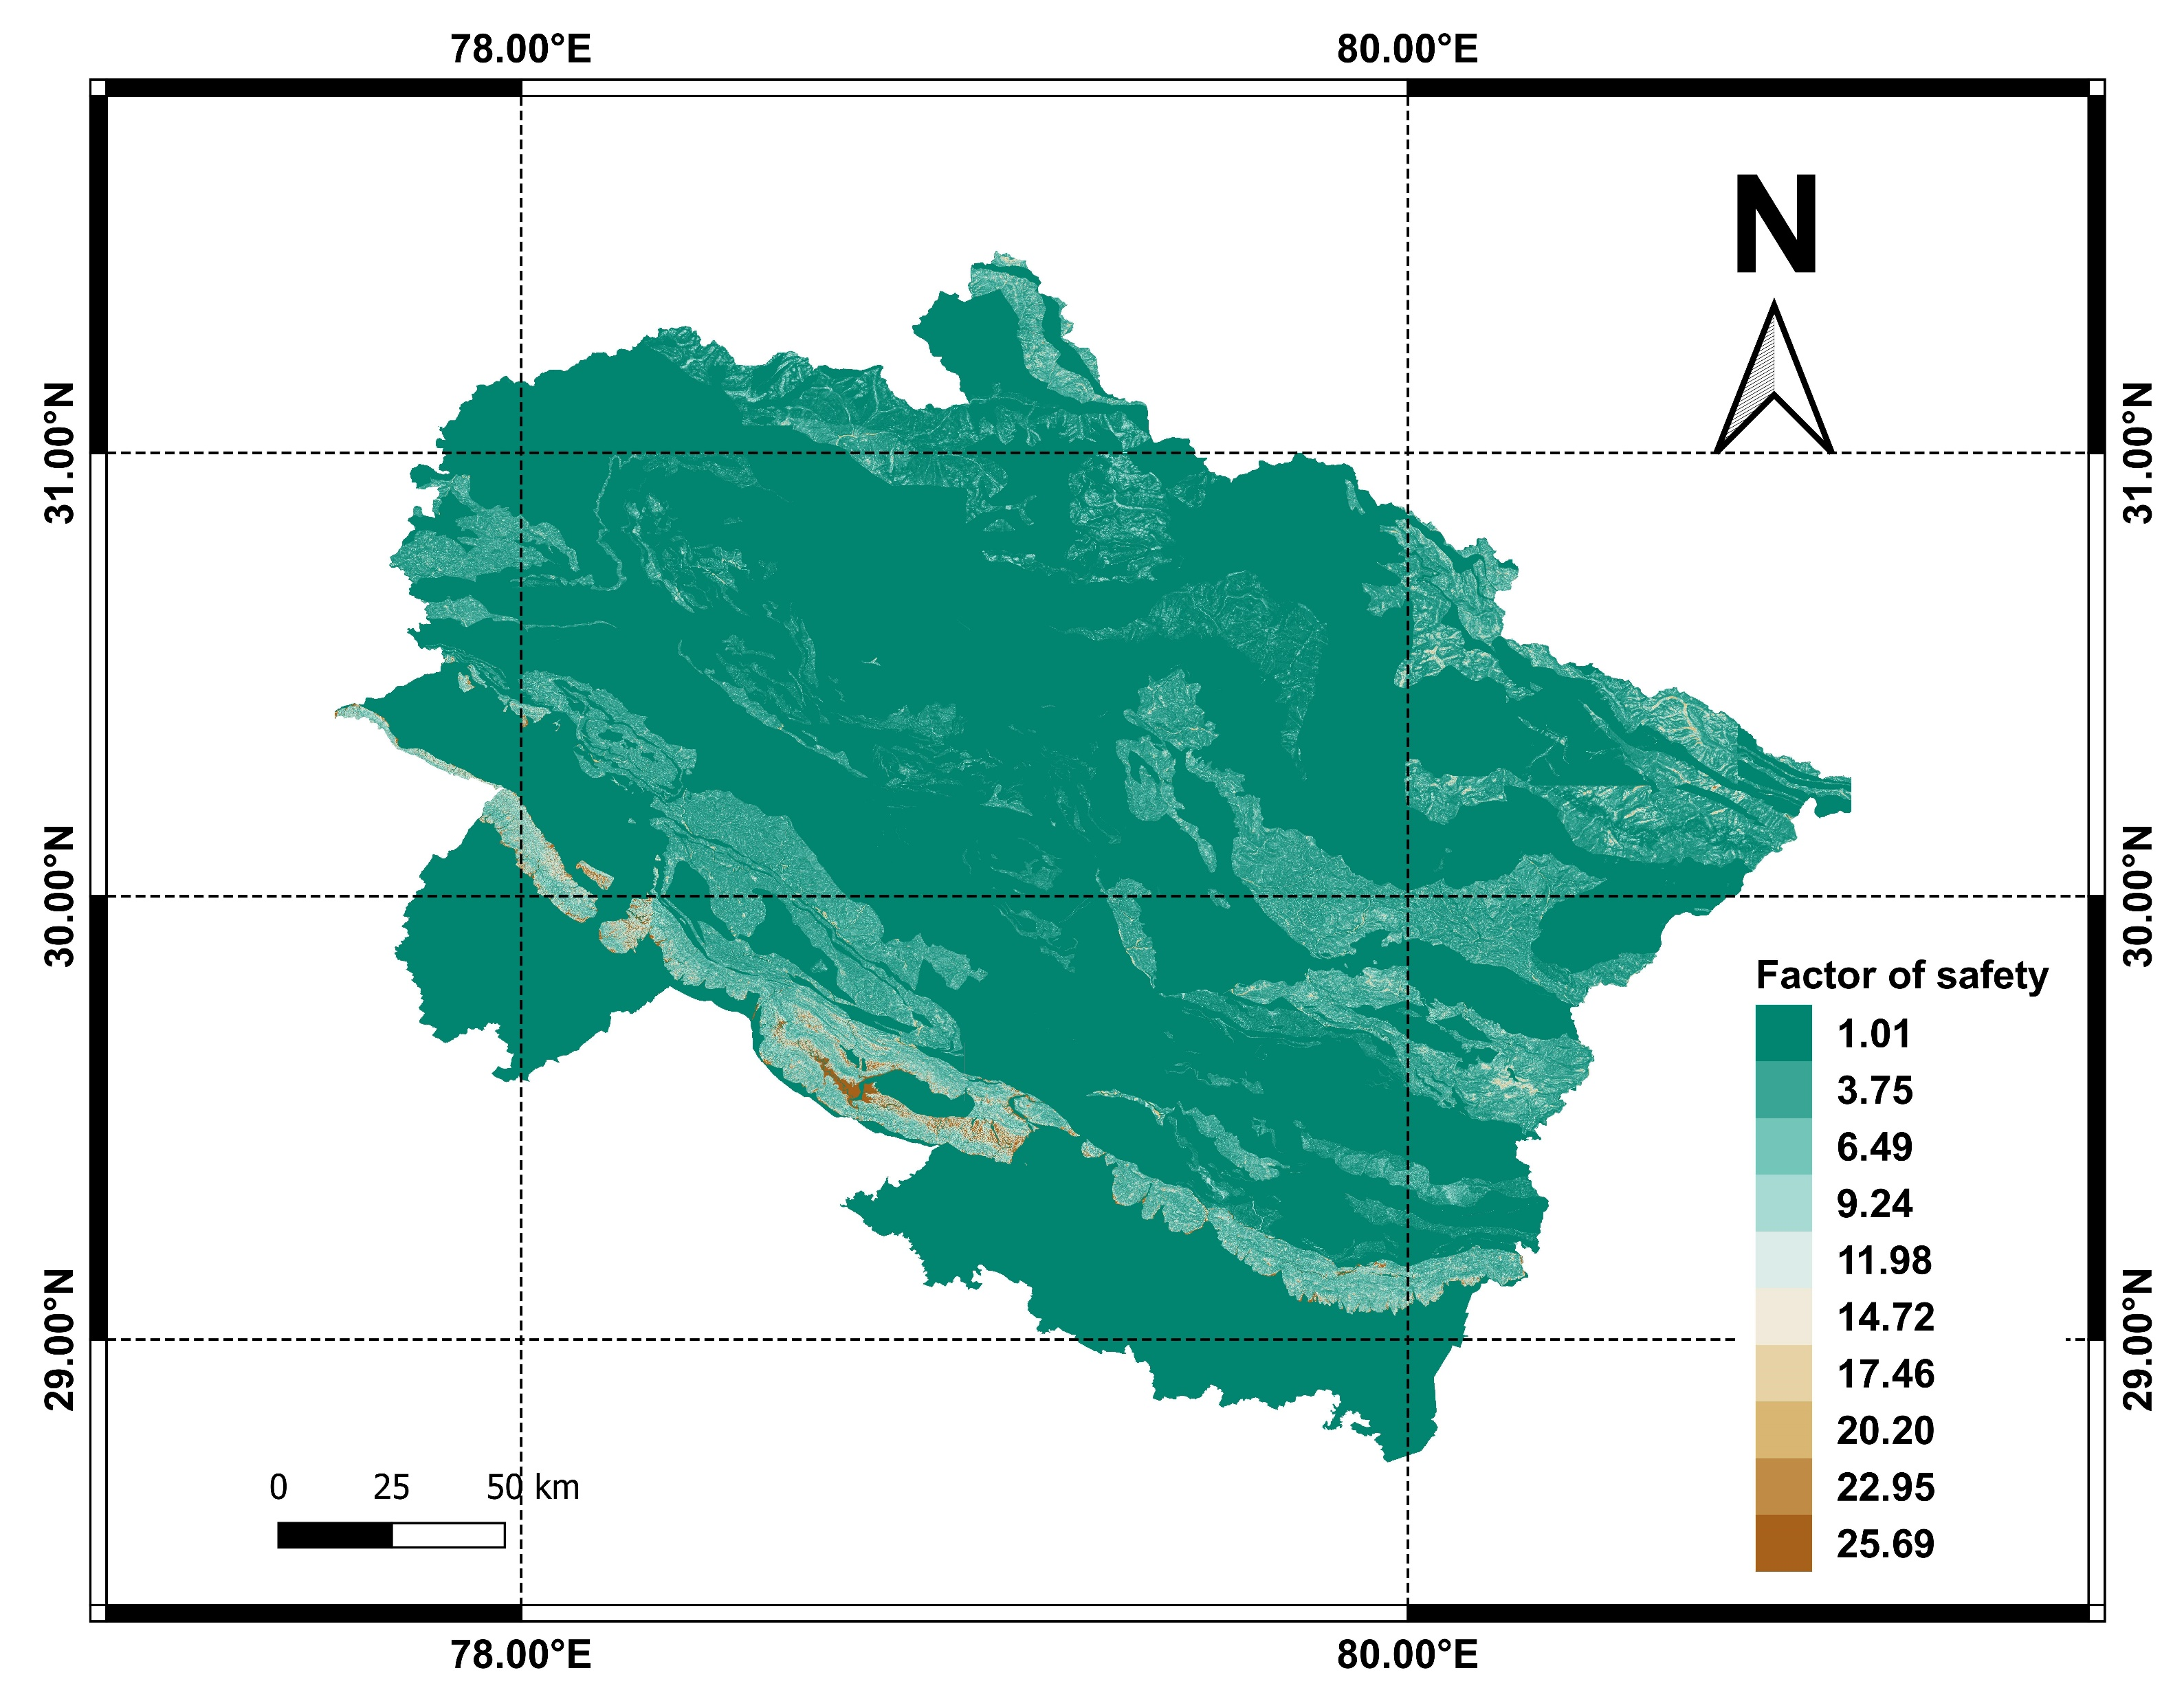 78.00°E 80.00°E
N
31.00°N 31.00°N
30.00°N 30.00°N
Factor of safety
1.01
3.75
6.49
9.24
11.98
14.72
17.46
20.20
22.95
25.69
29.00°N 29.00°N
0 25 50 km
78.00°E 80.00°E